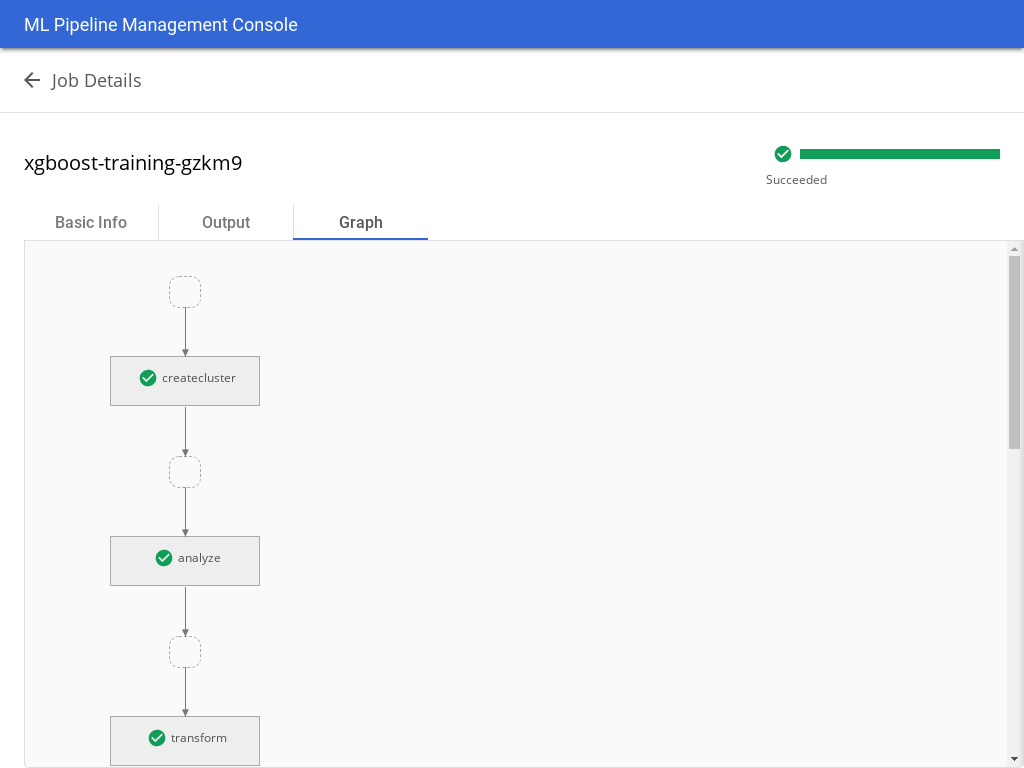 ML Pipeline Management Console
Job Details
xgboost-training-gzkm9
Succeeded
Basic Info
Output
Graph
createcluster
analyze
transform